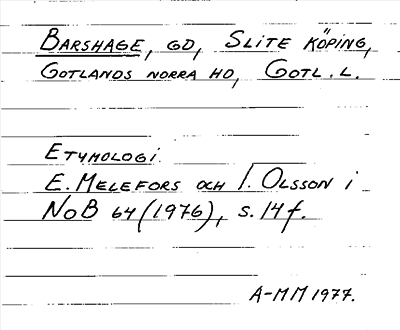 BARSHAGE, GD, SLITE KÖPING,
GOTLANDS NORRA HD, GOTL. L.
ETYMOLOGI.
E. MELEFORS OCH I. OLSSON i
NoB 64 (1976), s. 14 f.
A-MM 1977.